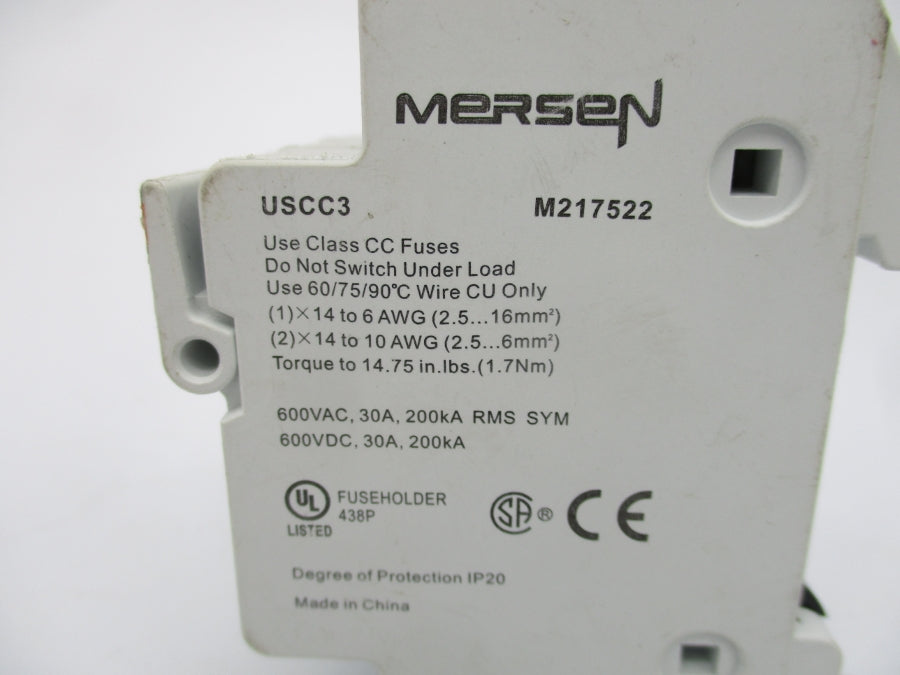 MERSEN
USCC3 M217522
Use Class CC Fuses
Do Not Switch Under Load
Use 60/75/90℃ Wire CU Only
(1)×14 to 6 AWG (2.5...16mm²)
(2)×14 to 10 AWG (2.5...6mm²)
Torque to 14.75 in.lbs.(1.7Nm)
600VAC, 30A, 200kA RMS SYM
600VDC, 30A, 200kA
UL FUSEHOLDER
438P
LISTED
SA ® CE
Degree of Protection IP20
Made in China